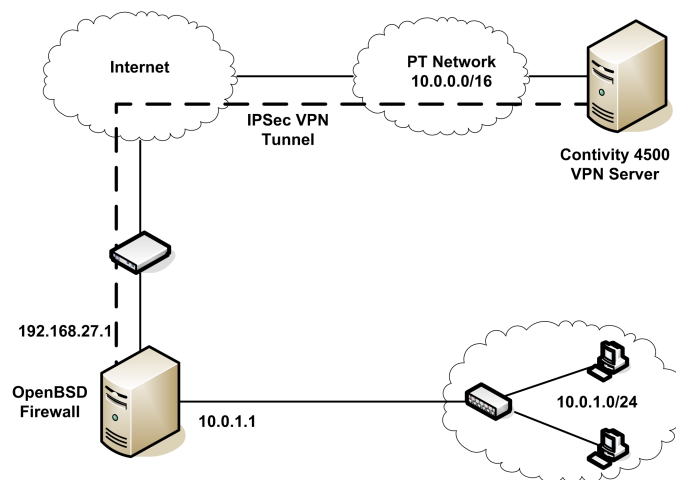 Internet
PT Network
10.0.0.0/16
IPSec VPN
Tunnel
Contivity 4500
VPN Server
192.168.27.1
OpenBSD
Firewall
10.0.1.1
10.0.1.0/24